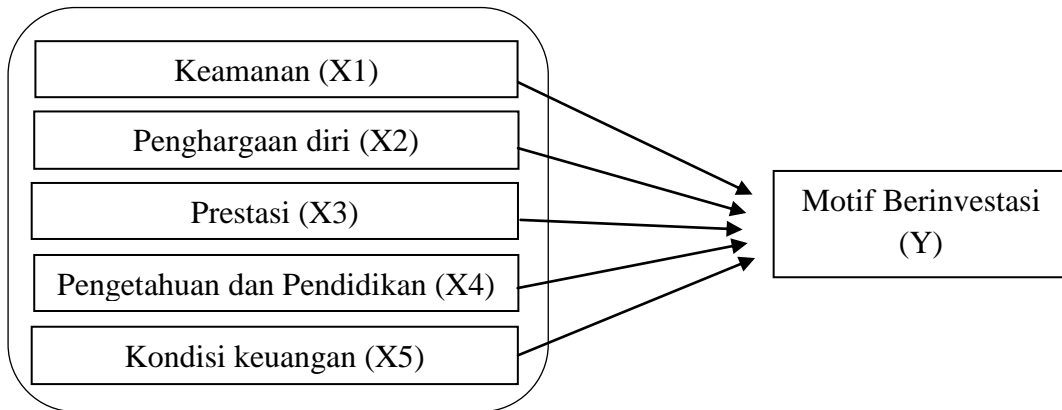 Keamanan (X1)
Penghargaan diri (X2)
Prestasi (X3)
Pengetahuan dan Pendidikan (X4)
Kondisi keuangan (X5)
Motif Berinvestasi
(Y)